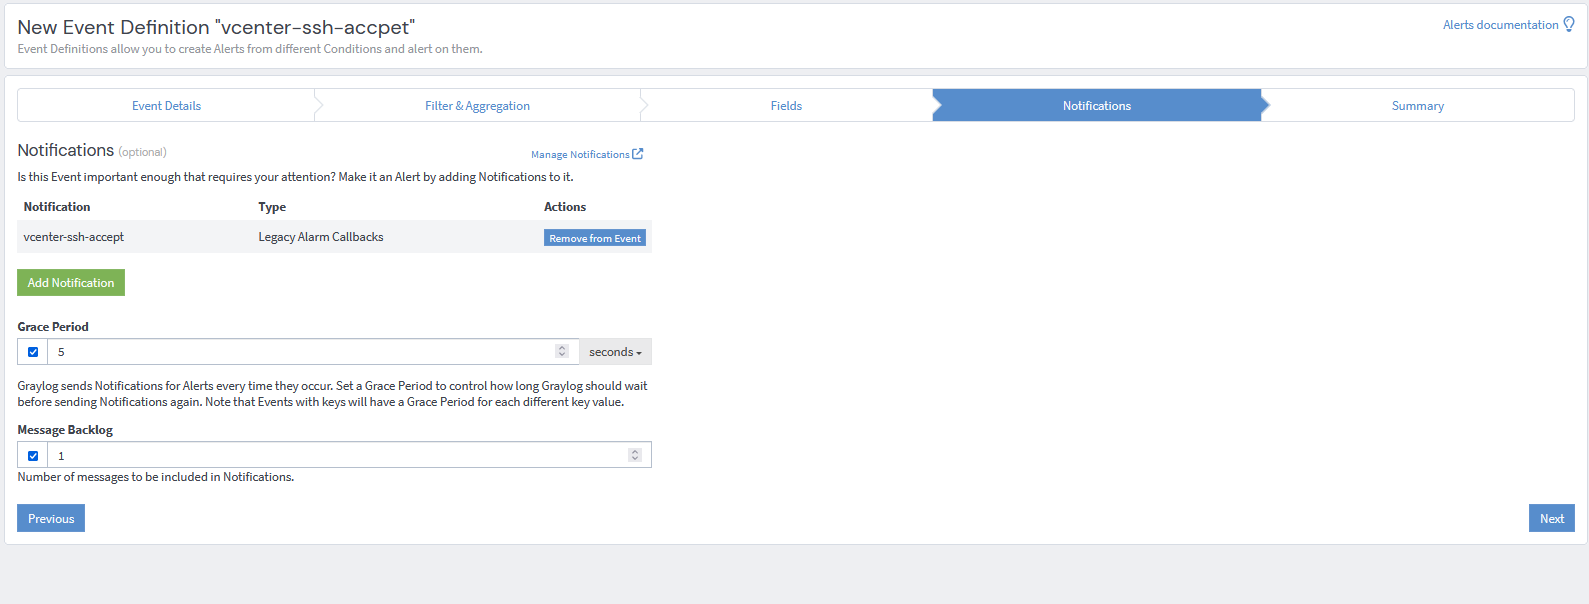 New Event Definition "vcenter-ssh-accpet"
Alerts documentation
Event Definitions allow you to create Alerts from different Conditions and alert on them.
Event Details
Filter & Aggregation
Fields
Notifications
Summary
Notifications (optional)
Manage Notifications
Is this Event important enough that requires your attention? Make it an Alert by adding Notifications to it.
Notification Type Actions
vcenter-ssh-accept Legacy Alarm Callbacks Remove from Event
Add Notification
Grace Period
5 seconds
Graylog sends Notifications for Alerts every time they occur. Set a Grace Period to control how long Graylog should wait
before sending Notifications again. Note that Events with keys will have a Grace Period for each different key value.
Message Backlog
1
Number of messages to be included in Notifications.
Previous
Next